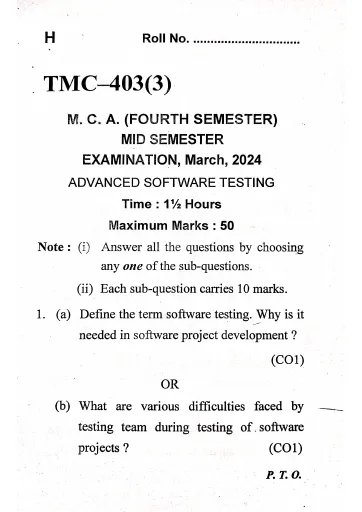 H Roll No. ...............................
TMC–403(3)
M. C. A. (FOURTH SEMESTER)
MID SEMESTER
EXAMINATION, March, 2024
ADVANCED SOFTWARE TESTING
Time : 1½ Hours
Maximum Marks : 50
Note : (i) Answer all the questions by choosing
any one of the sub-questions.
(ii) Each sub-question carries 10 marks.
1. (a) Define the term software testing. Why is it
needed in software project development ?
(CO1)
OR
(b) What are various difficulties faced by
testing team during testing of software
projects ? (CO1)
P. T. O.